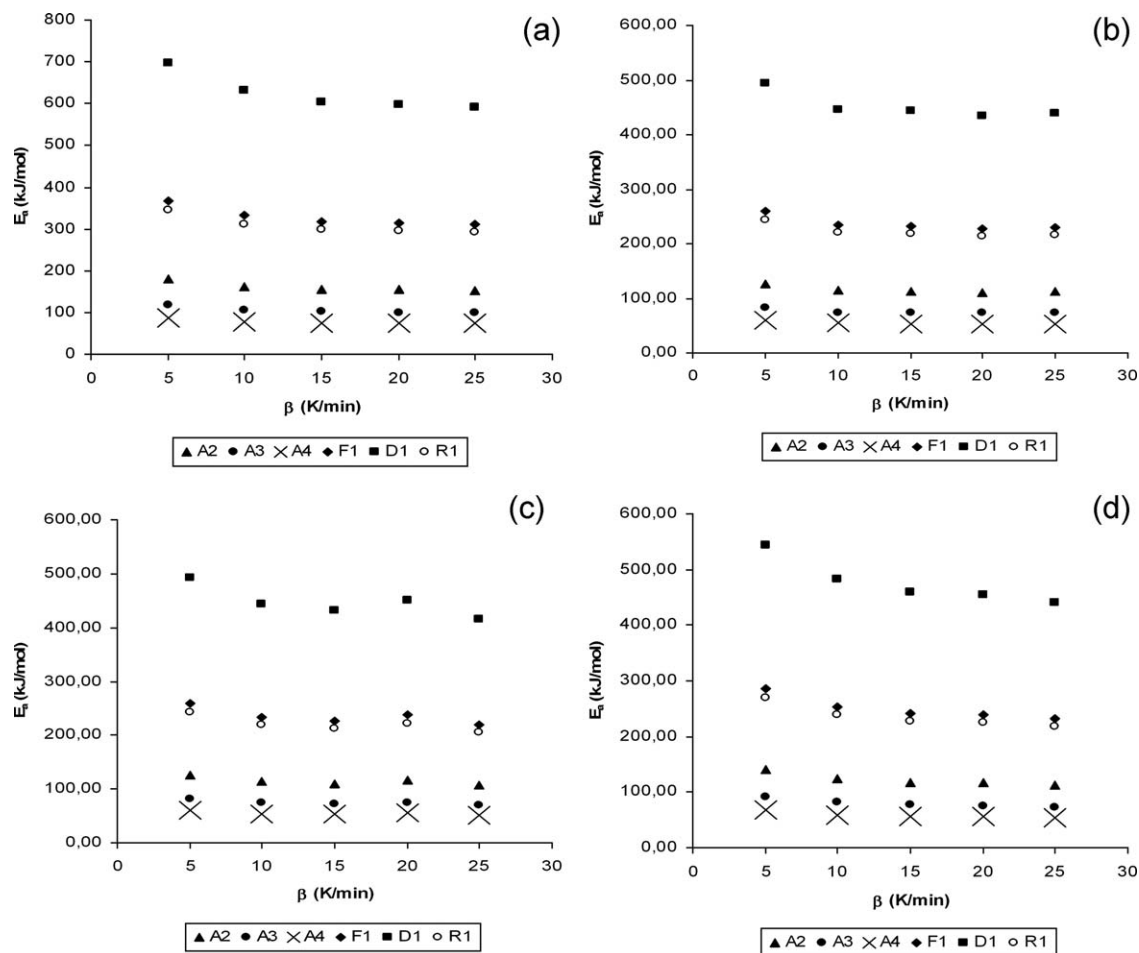 (a)
800
700
600
500
400
300
200
100
0
Ea (kJ/mol)
0 5 10 15 20 25 30
β (K/min)
▲ A2 ● A3 ✕ A4 ◆ F1 ■ D1 ○ R1
(b)
600,00
500,00
400,00
300,00
200,00
100,00
0,00
Ea (kJ/mol)
0 5 10 15 20 25 30
β (K/min)
▲ A2 ● A3 ✕ A4 ◆ F1 ■ D1 ○ R1
(c)
600,00
500,00
400,00
300,00
200,00
100,00
0,00
Ea (kJ/mol)
0 5 10 15 20 25 30
β (K/min)
▲ A2 ● A3 ✕ A4 ◆ F1 ■ D1 ○ R1
(d)
600,00
500,00
400,00
300,00
200,00
100,00
0,00
Ea (kJ/mol)
0 5 10 15 20 25 30
β (K/min)
▲ A2 ● A3 ✕ A4 ◆ F1 ■ D1 ○ R1